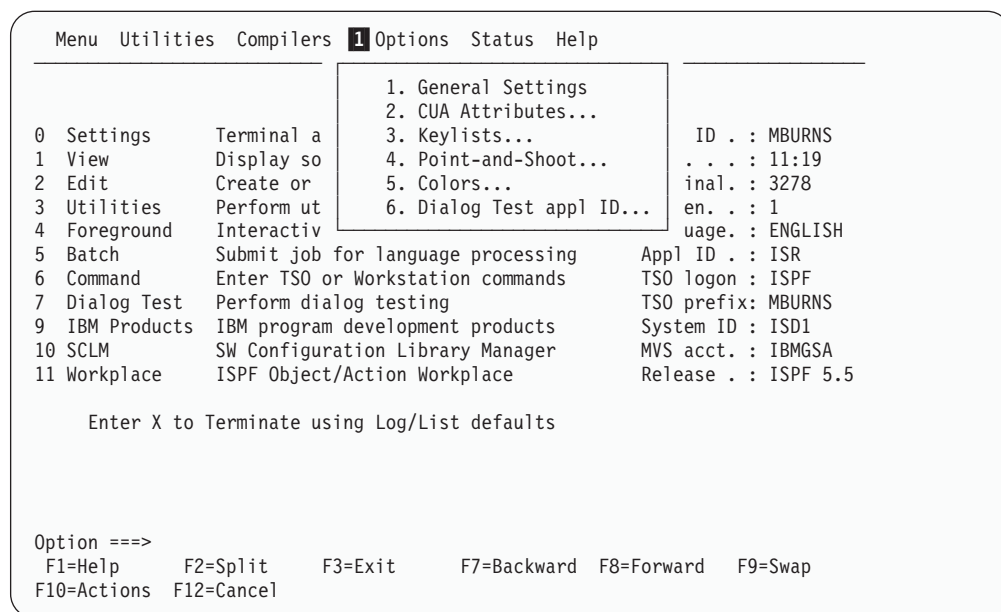 Menu Utilities Compilers 1 Options Status Help
1. General Settings
2. CUA Attributes...
0 Settings Terminal a 3. Keylists... ID . : MBURNS
1 View Display so 4. Point-and-Shoot... . . . : 11:19
2 Edit Create or 5. Colors... inal. : 3278
3 Utilities Perform ut 6. Dialog Test appl ID... en. . : 1
4 Foreground Interactiv uage. : ENGLISH
5 Batch Submit job for language processing Appl ID . : ISR
6 Command Enter TSO or Workstation commands TSO logon : ISPF
7 Dialog Test Perform dialog testing TSO prefix: MBURNS
9 IBM Products IBM program development products System ID : ISD1
10 SCLM SW Configuration Library Manager MVS acct. : IBMGSA
11 Workplace ISPF Object/Action Workplace Release . : ISPF 5.5
Enter X to Terminate using Log/List defaults
Option ===>
F1=Help F2=Split F3=Exit F7=Backward F8=Forward F9=Swap
F10=Actions F12=Cancel